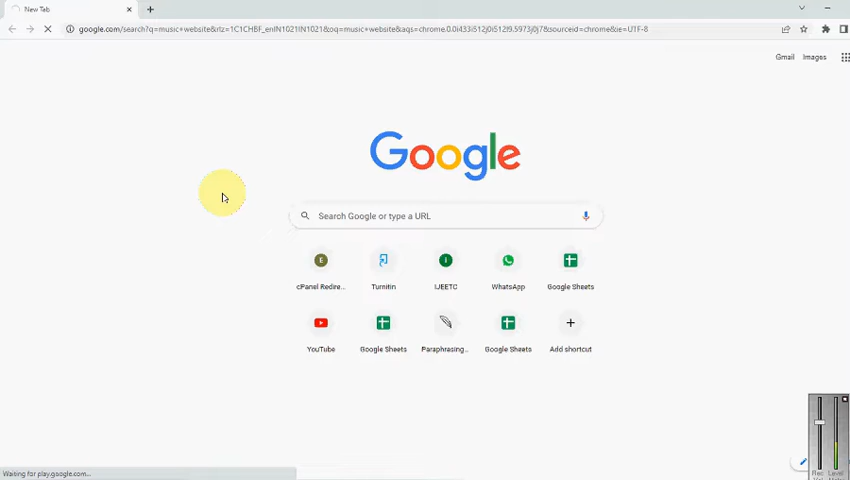 New Tab
google.com/search?q=music+website&rlz=1C1CHBF_enIN1021IN1021&oq=music+website&aqs=chrome.0.0i433i512j0i512l9.5973j0j7&sourceid=chrome&ie=UTF-8
Gmail Images
Google
Search Google or type a URL
E
cPanel Redire...
Turnitin
I
IJEETC
WhatsApp
Google Sheets
YouTube
Google Sheets
Paraphrasing...
Google Sheets
Add shortcut
Waiting for play.google.com...
Rec Level